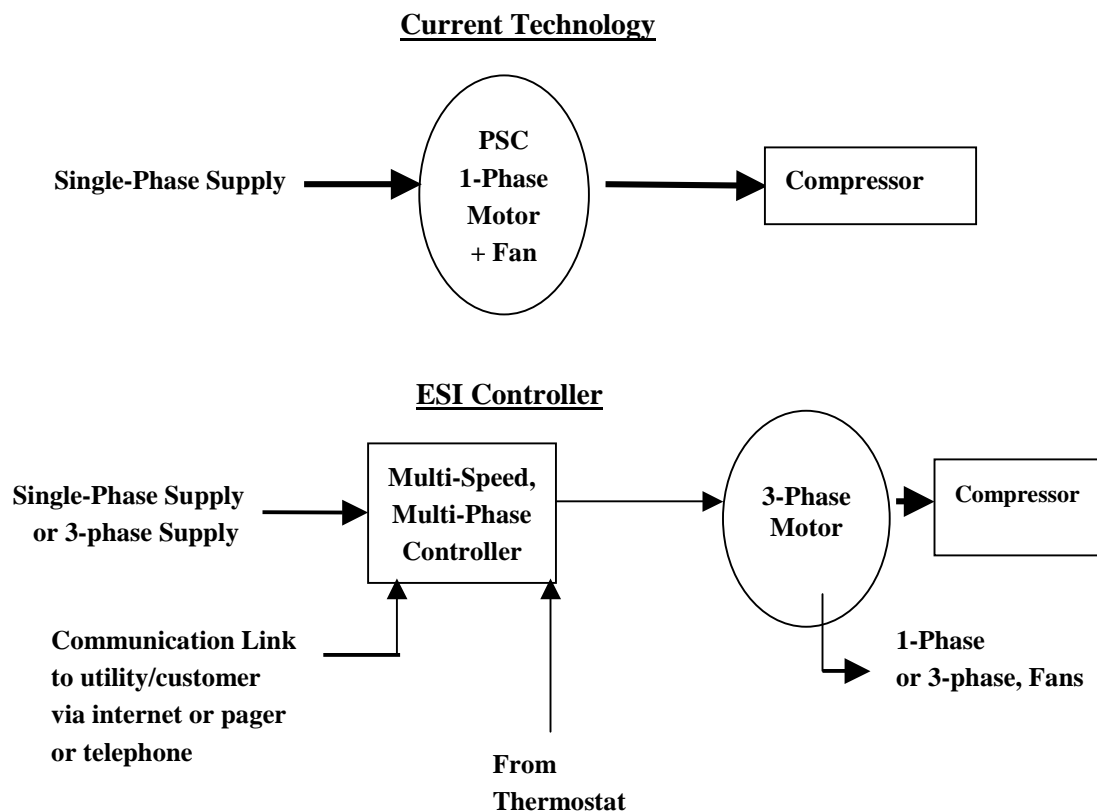 Current Technology
Single-Phase Supply
PSC
1-Phase
Motor
+ Fan
Compressor
ESI Controller
Single-Phase Supply
or 3-phase Supply
Multi-Speed,
Multi-Phase
Controller
3-Phase
Motor
Compressor
Communication Link
to utility/customer
via internet or pager
or telephone
From
Thermostat
1-Phase
or 3-phase, Fans